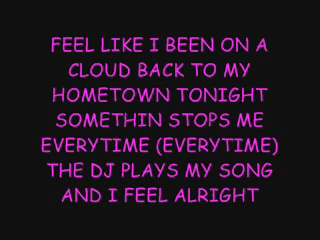 FEEL LIKE I BEEN ON A
CLOUD BACK TO MY
HOMETOWN TONIGHT
SOMETHIN STOPS ME
EVERYTIME (EVERYTIME)
THE DJ PLAYS MY SONG
AND I FEEL ALRIGHT